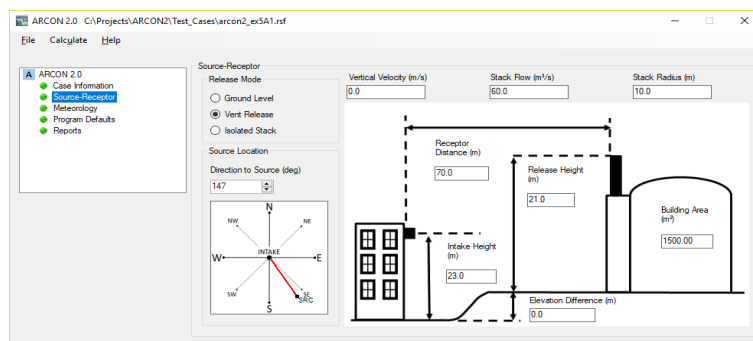 ARCON 2.0 C:\Projects\ARCON2\Test_Cases\arcon2_ex5A1.rsf
File Calculate Help
A ARCON 2.0
Case Information
Source-Receptor
Meteorology
Program Defaults
Reports
Source-Receptor
Release Mode
Ground Level
Vent Release
Isolated Stack
Source Location
Direction to Source (deg)
147
N
NW NE
W INTAKE E
SW SE
SRC
S
Vertical Velocity (m/s) Stack Flow (m³/s) Stack Radius (m)
0.0 60.0 10.0
Receptor
Distance (m)
70.0
Release Height
(m)
21.0
Building Area
(m²)
1500.00
Intake Height
(m)
23.0
Elevation Difference (m)
0.0